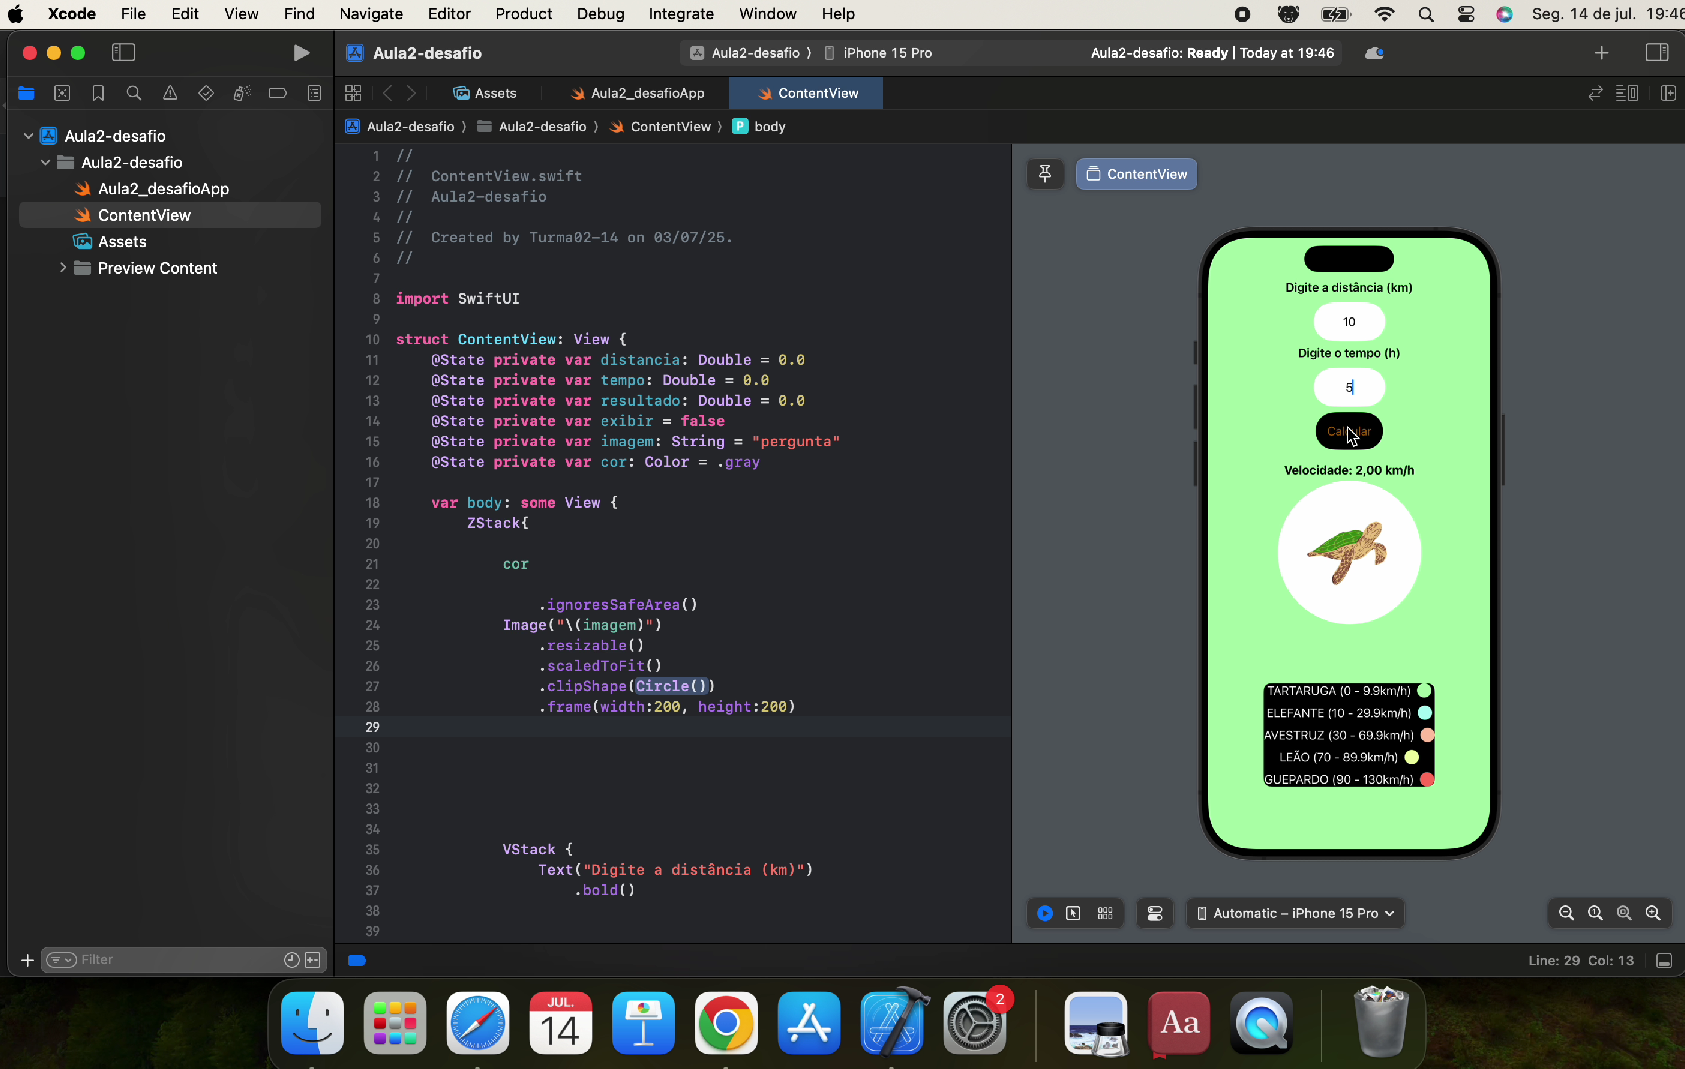 Xcode File Edit View Find Navigate Editor Product Debug Integrate Window Help Seg. 14 de jul. 19:46
Aula2-desafio Aula2-desafio 〉 iPhone 15 Pro Aula2-desafio: Ready | Today at 19:46
Assets Aula2_desafioApp ContentView
Aula2-desafio 〉 Aula2-desafio 〉 ContentView 〉 P body
Aula2-desafio
Aula2-desafio
Aula2_desafioApp
ContentView
Assets
Preview Content
Filter
1 //
2 // ContentView.swift
3 // Aula2-desafio
4 //
5 // Created by Turma02-14 on 03/07/25.
6 //
7
8 import SwiftUI
9
10 struct ContentView: View {
11 @State private var distancia: Double = 0.0
12 @State private var tempo: Double = 0.0
13 @State private var resultado: Double = 0.0
14 @State private var exibir = false
15 @State private var imagem: String = "pergunta"
16 @State private var cor: Color = .gray
17
18 var body: some View {
19 ZStack{
20
21 cor
22
23 .ignoresSafeArea()
24 Image("\(imagem)")
25 .resizable()
26 .scaledToFit()
27 .clipShape(Circle())
28 .frame(width:200, height:200)
29
30
31
32
33
34
35 VStack {
36 Text("Digite a distância (km)")
37 .bold()
38
39
ContentView
Digite a distância (km)
10
Digite o tempo (h)
5
Calcular
Velocidade: 2,00 km/h
TARTARUGA (0 - 9.9km/h)
ELEFANTE (10 - 29.9km/h)
AVESTRUZ (30 - 69.9km/h)
LEÃO (70 - 89.9km/h)
GUEPARDO (90 - 130km/h)
Automatic – iPhone 15 Pro
Line: 29 Col: 13
JUL.
14
2
Aa